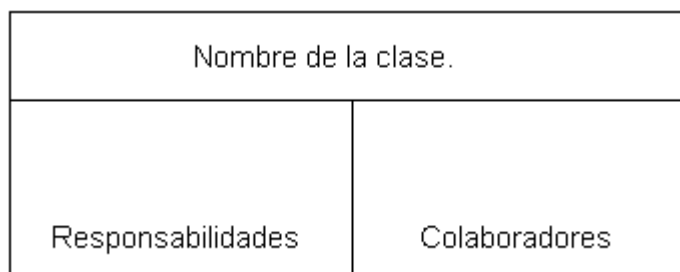 Nombre de la clase.
Responsabilidades
Colaboradores